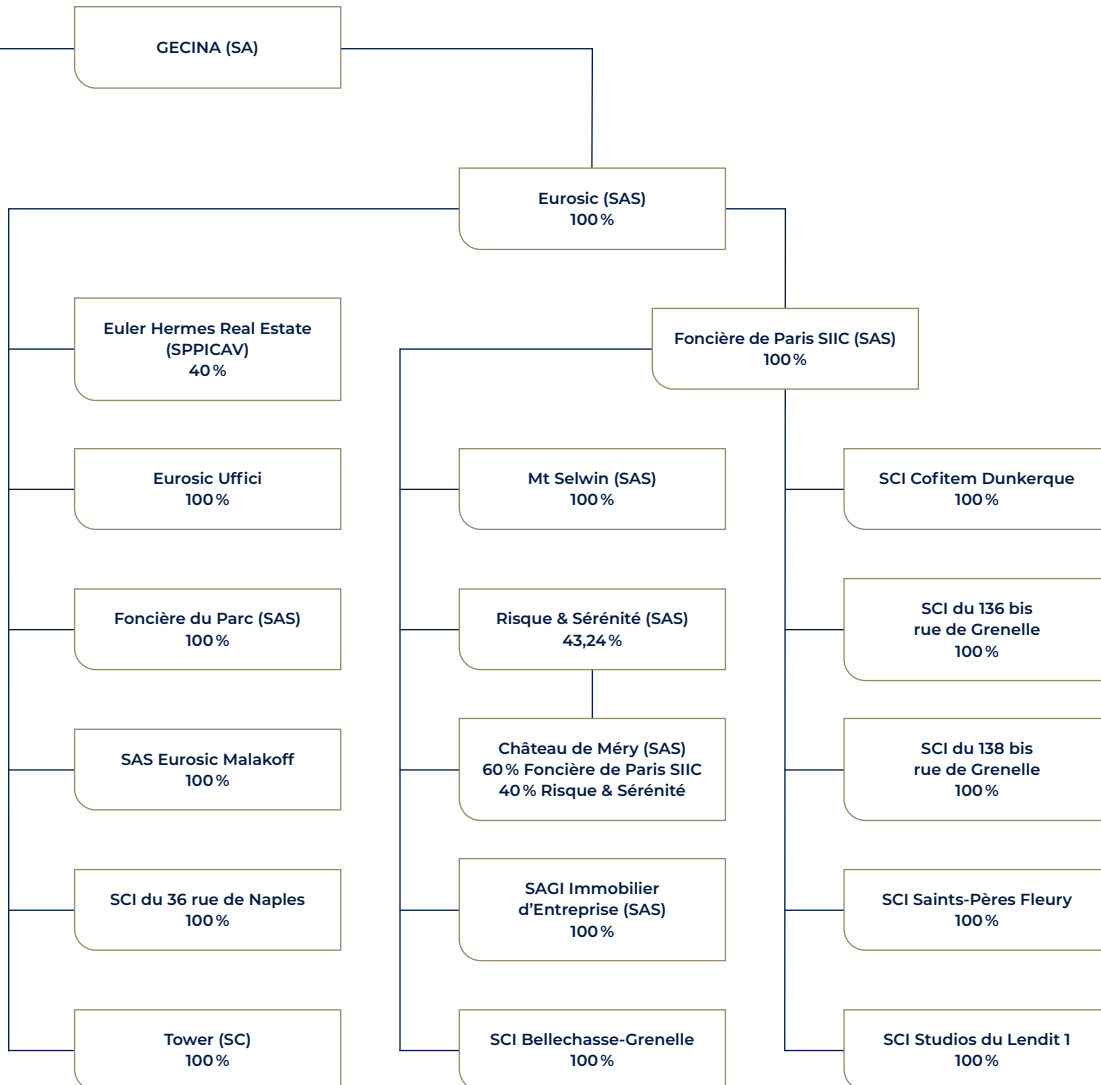 GECINA (SA)
Eurosic (SAS)
100 %
Euler Hermes Real Estate
(SPPICAV)
40 %
Foncière de Paris SIIC (SAS)
100 %
Eurosic Uffici
100 %
Mt Selwin (SAS)
100 %
SCI Cofitem Dunkerque
100 %
Foncière du Parc (SAS)
100 %
Risque & Sérénité (SAS)
43,24 %
SCI du 136 bis
rue de Grenelle
100 %
SAS Eurosic Malakoff
100 %
Château de Méry (SAS)
60 % Foncière de Paris SIIC
40 % Risque & Sérénité
SCI du 138 bis
rue de Grenelle
100 %
SCI du 36 rue de Naples
100 %
SAGI Immobilier
d’Entreprise (SAS)
100 %
SCI Saints-Pères Fleury
100 %
Tower (SC)
100 %
SCI Bellechasse-Grenelle
100 %
SCI Studios du Lendit 1
100 %